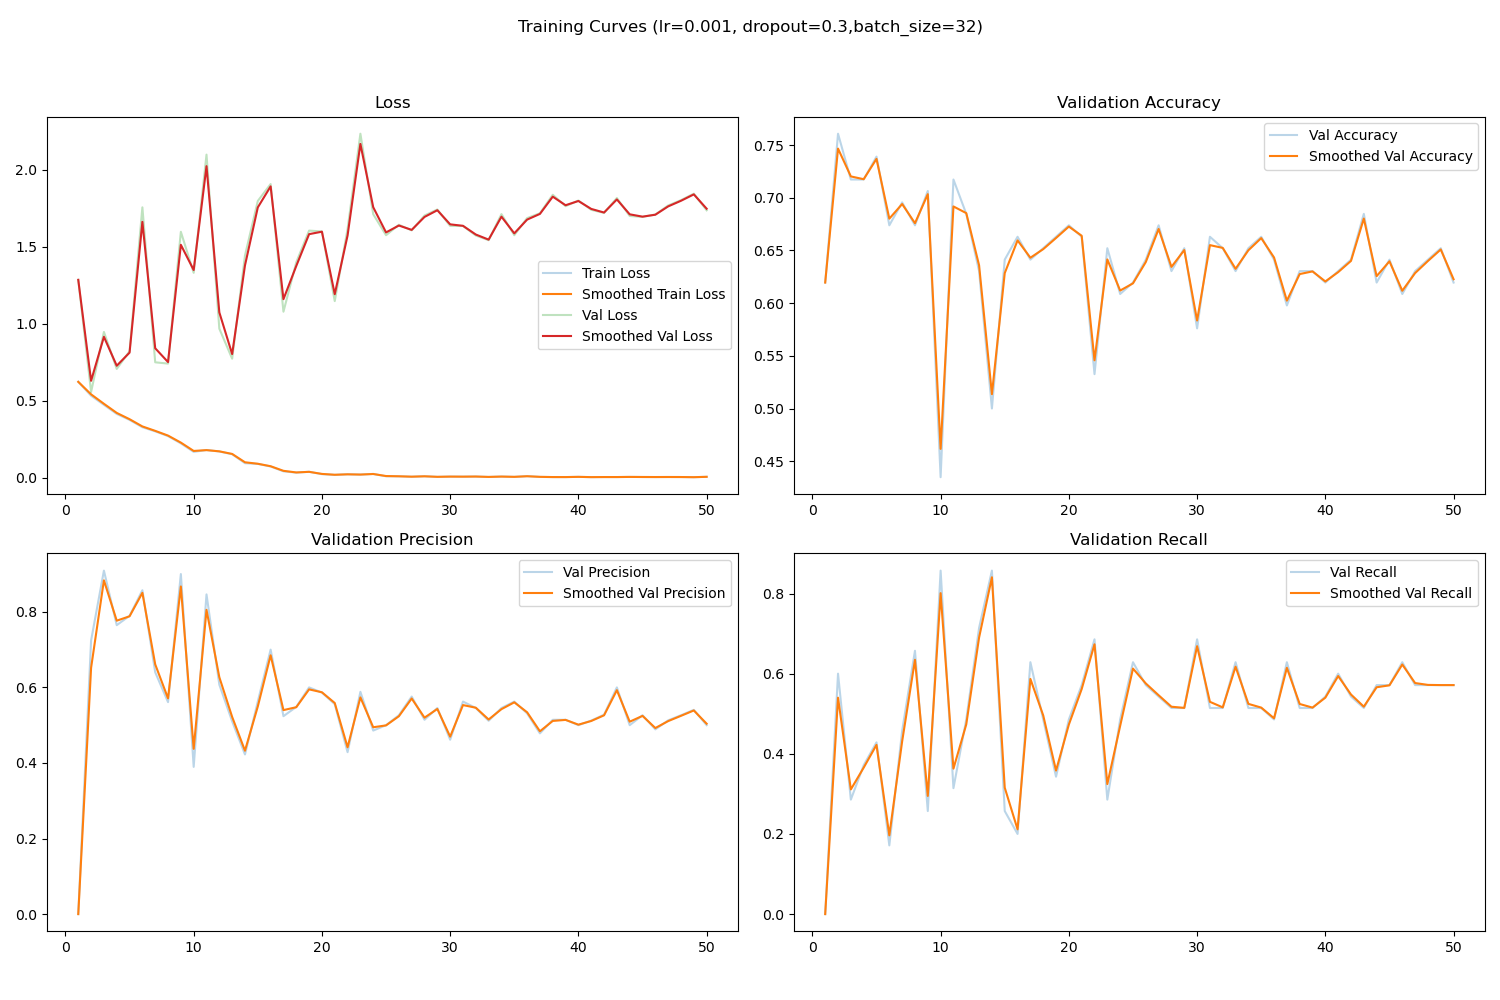 Training Curves (lr=0.001, dropout=0.3,batch_size=32)
Loss
2.0
1.5
1.0
0.5
0.0
0 10 20 30 40 50
Train Loss
Smoothed Train Loss
Val Loss
Smoothed Val Loss
Validation Accuracy
0.75
0.70
0.65
0.60
0.55
0.50
0.45
0 10 20 30 40 50
Val Accuracy
Smoothed Val Accuracy
Validation Precision
0.8
0.6
0.4
0.2
0.0
0 10 20 30 40 50
Val Precision
Smoothed Val Precision
Validation Recall
0.8
0.6
0.4
0.2
0.0
0 10 20 30 40 50
Val Recall
Smoothed Val Recall